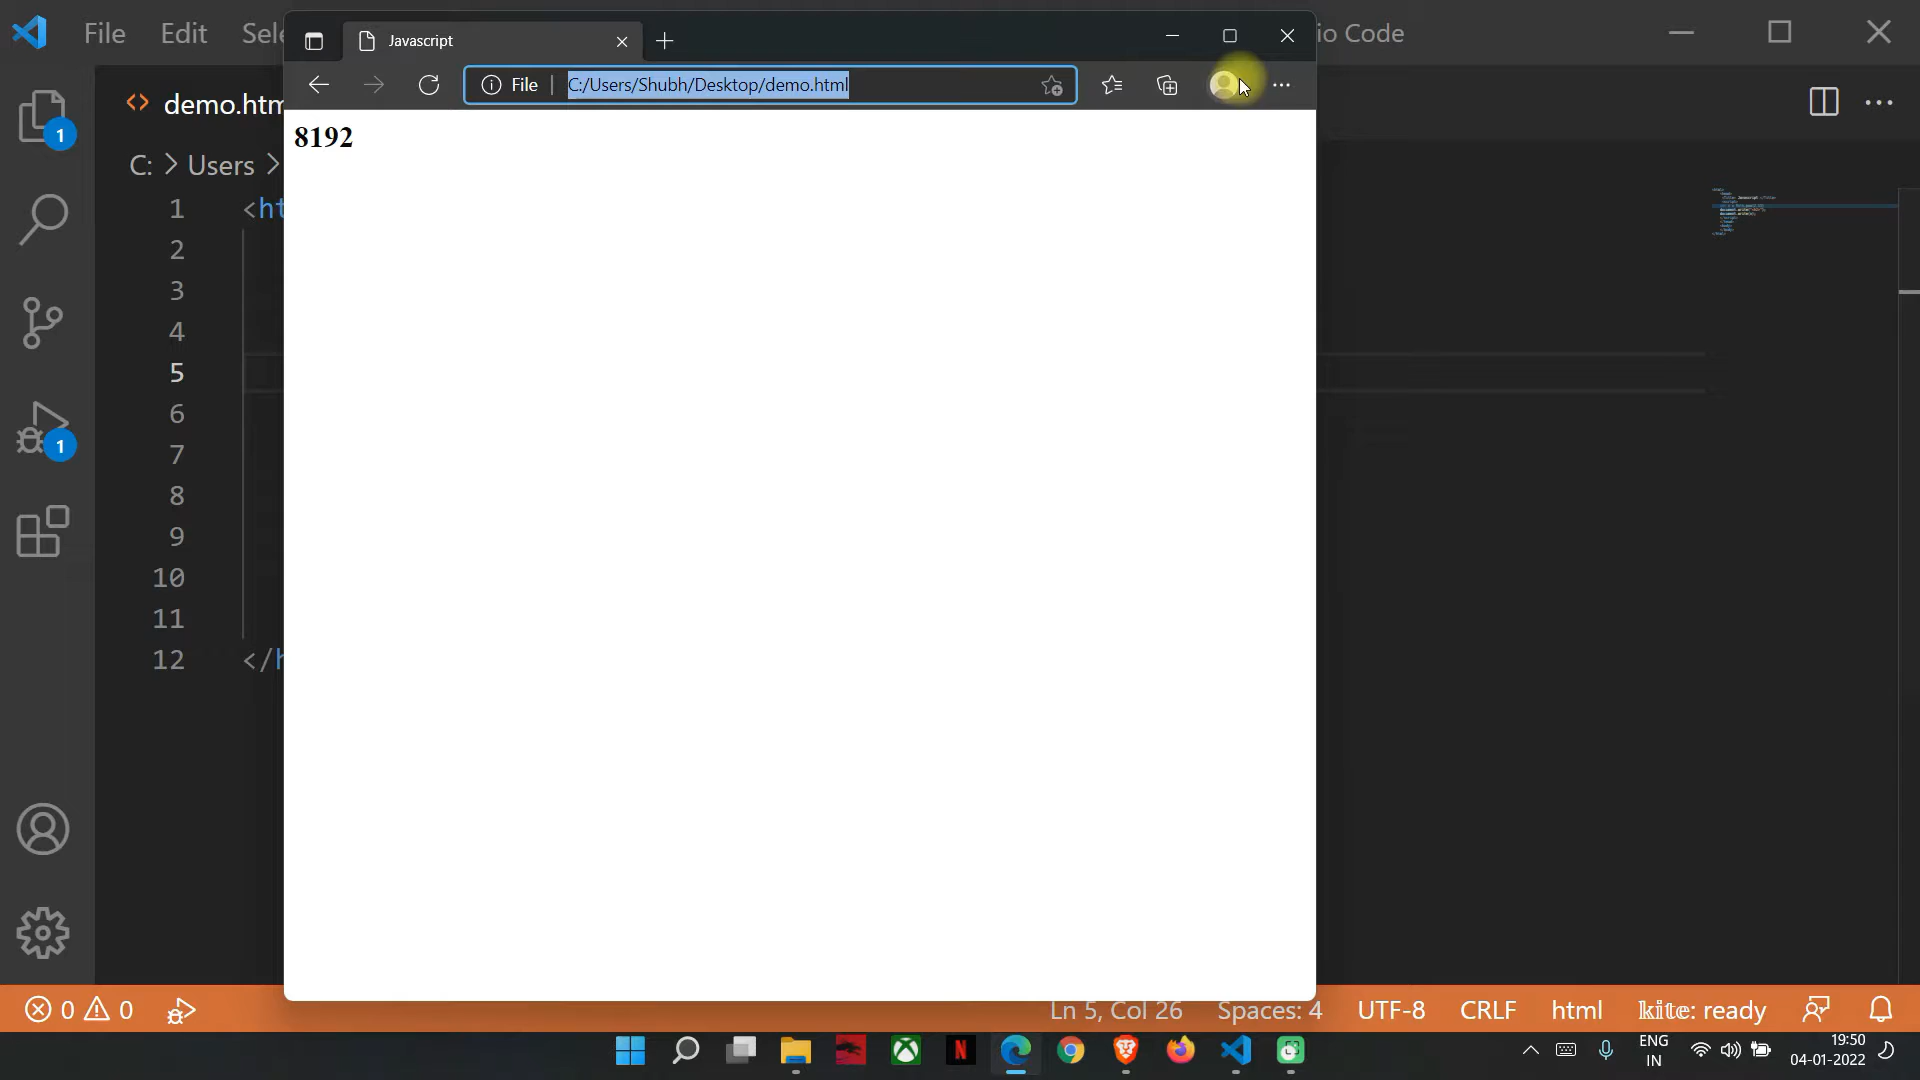 File Edit Sele
io Code
Javascript
File C:/Users/Shubh/Desktop/demo.html
demo.htm
C: > Users >
8192
1 <ht
2
3
4
5
6
7
8
9
10
11
12 </h
1
1
0 0
Ln 5, Col 26 Spaces: 4 UTF-8 CRLF html kite: ready
N
ENG
IN
19:50
04-01-2022